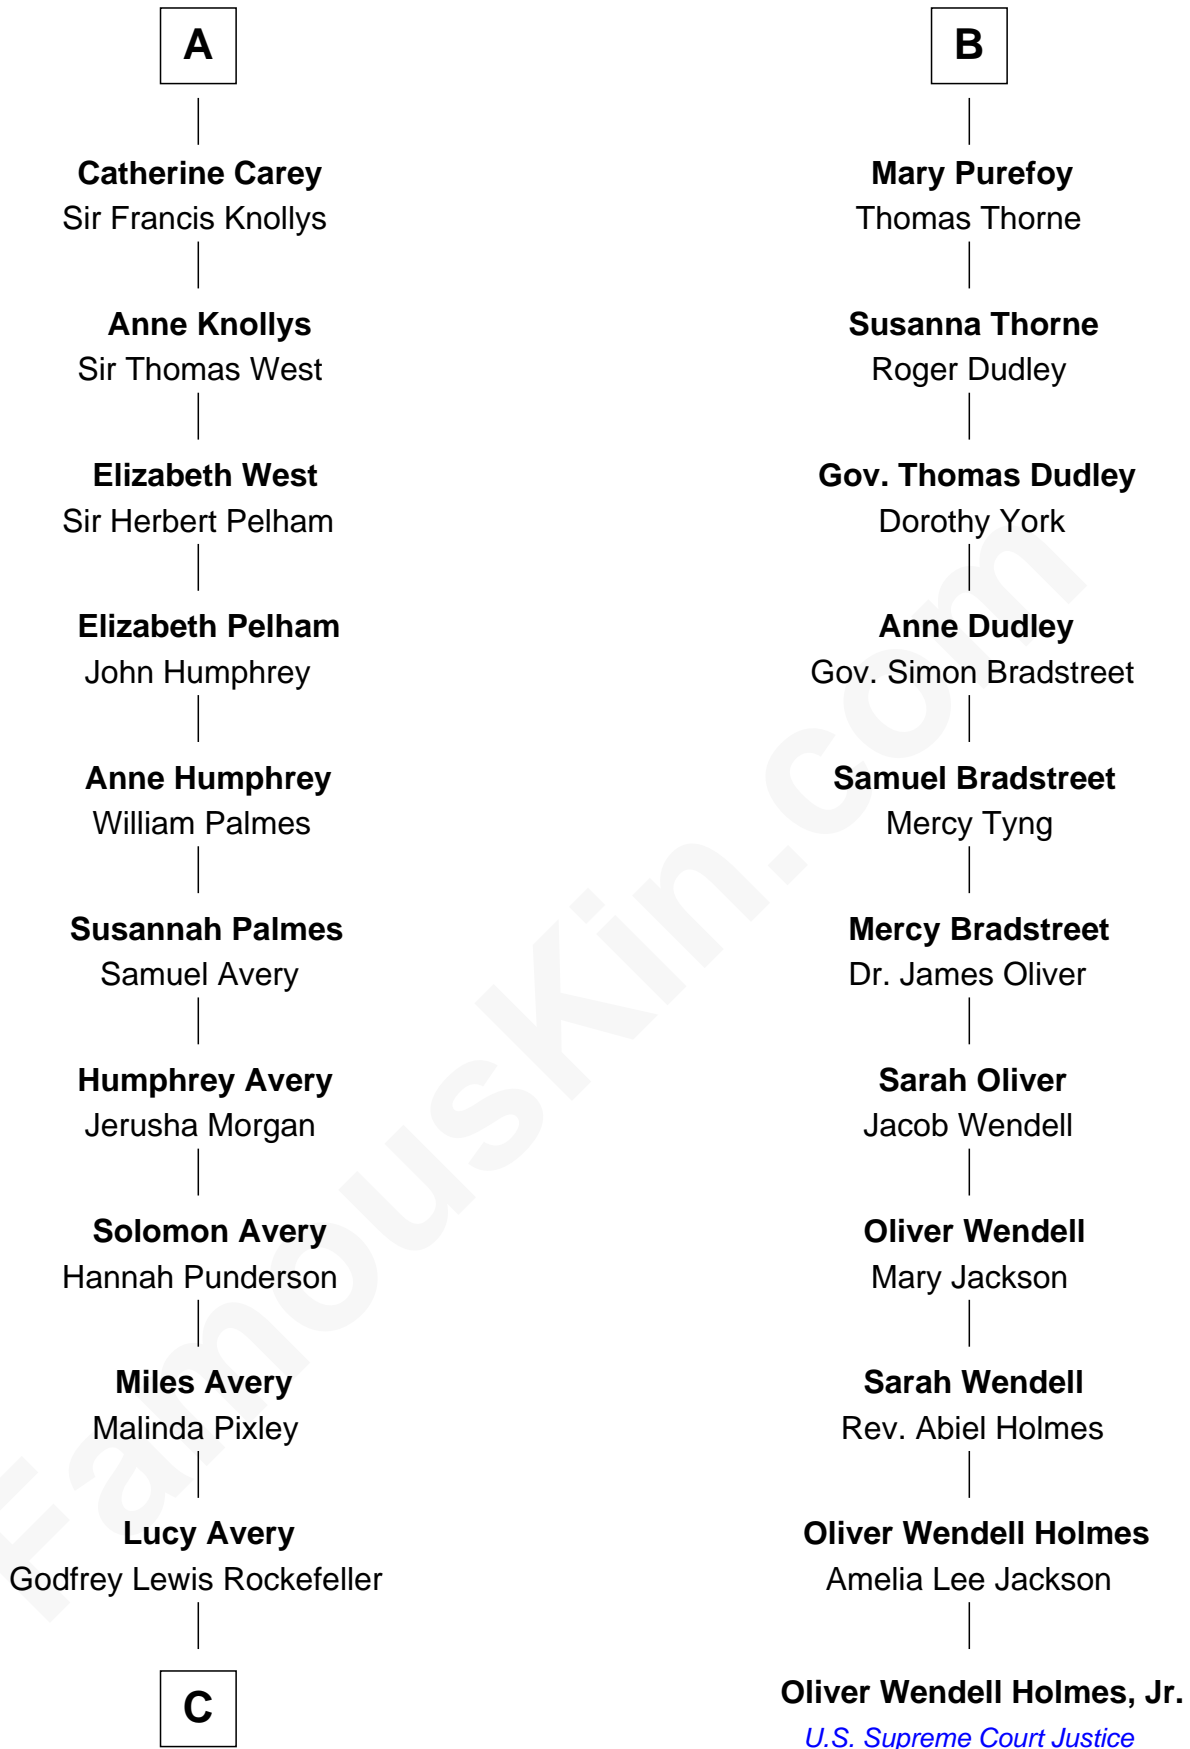 A
Catherine Carey
Sir Francis Knollys
Anne Knollys
Sir Thomas West
Elizabeth West
Sir Herbert Pelham
Elizabeth Pelham
John Humphrey
Anne Humphrey
William Palmes
Susannah Palmes
Samuel Avery
Humphrey Avery
Jerusha Morgan
Solomon Avery
Hannah Punderson
Miles Avery
Malinda Pixley
Lucy Avery
Godfrey Lewis Rockefeller
C
B
Mary Purefoy
Thomas Thorne
Susanna Thorne
Roger Dudley
Gov. Thomas Dudley
Dorothy York
Anne Dudley
Gov. Simon Bradstreet
Samuel Bradstreet
Mercy Tyng
Mercy Bradstreet
Dr. James Oliver
Sarah Oliver
Jacob Wendell
Oliver Wendell
Mary Jackson
Sarah Wendell
Rev. Abiel Holmes
Oliver Wendell Holmes
Amelia Lee Jackson
Oliver Wendell Holmes, Jr.
U.S. Supreme Court Justice
FamousKin.com